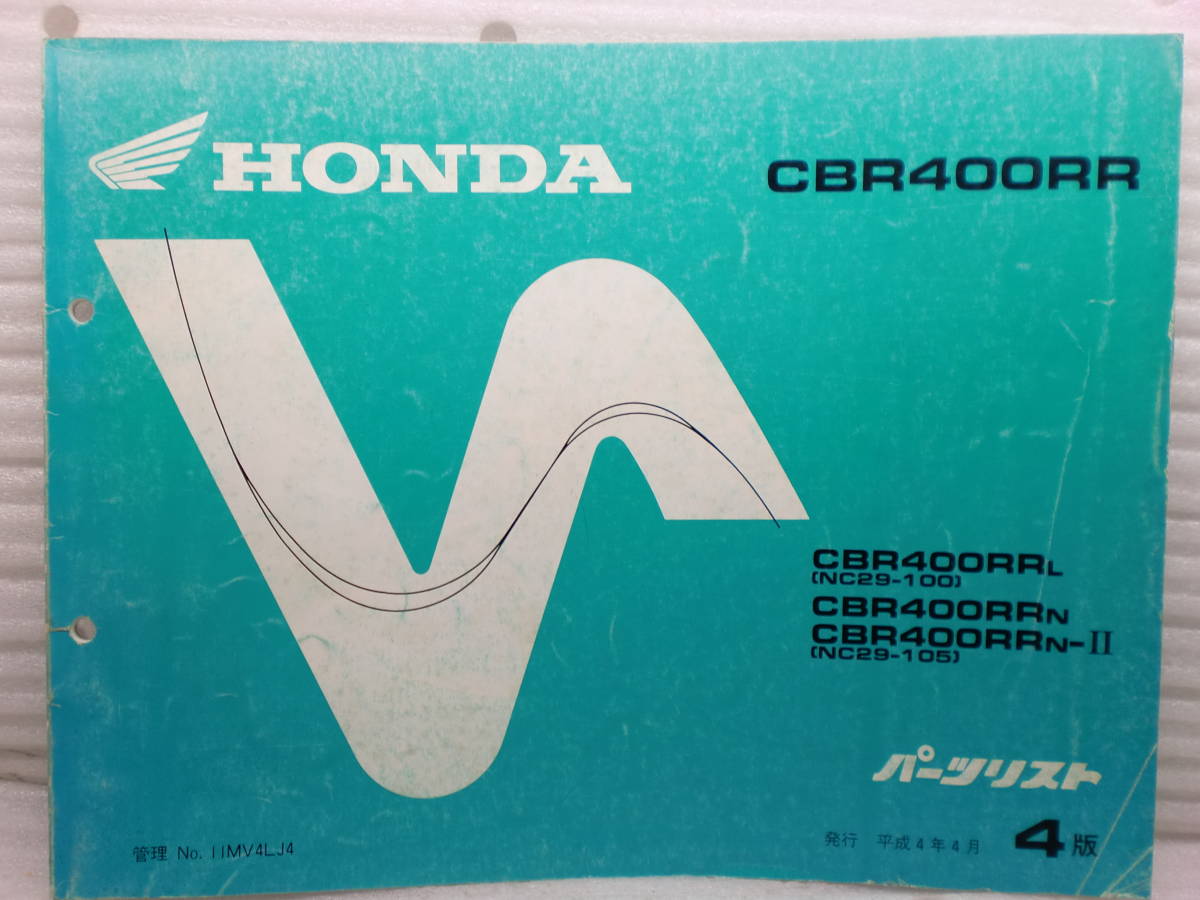 HONDA
CBR400RR
CBR400RRL
(NC29-100)
CBR400RRN
CBR400RRN-II
(NC29-105)
パーツリスト
管理 No. 11MV4LJ4
発行 平成4年4月 4版